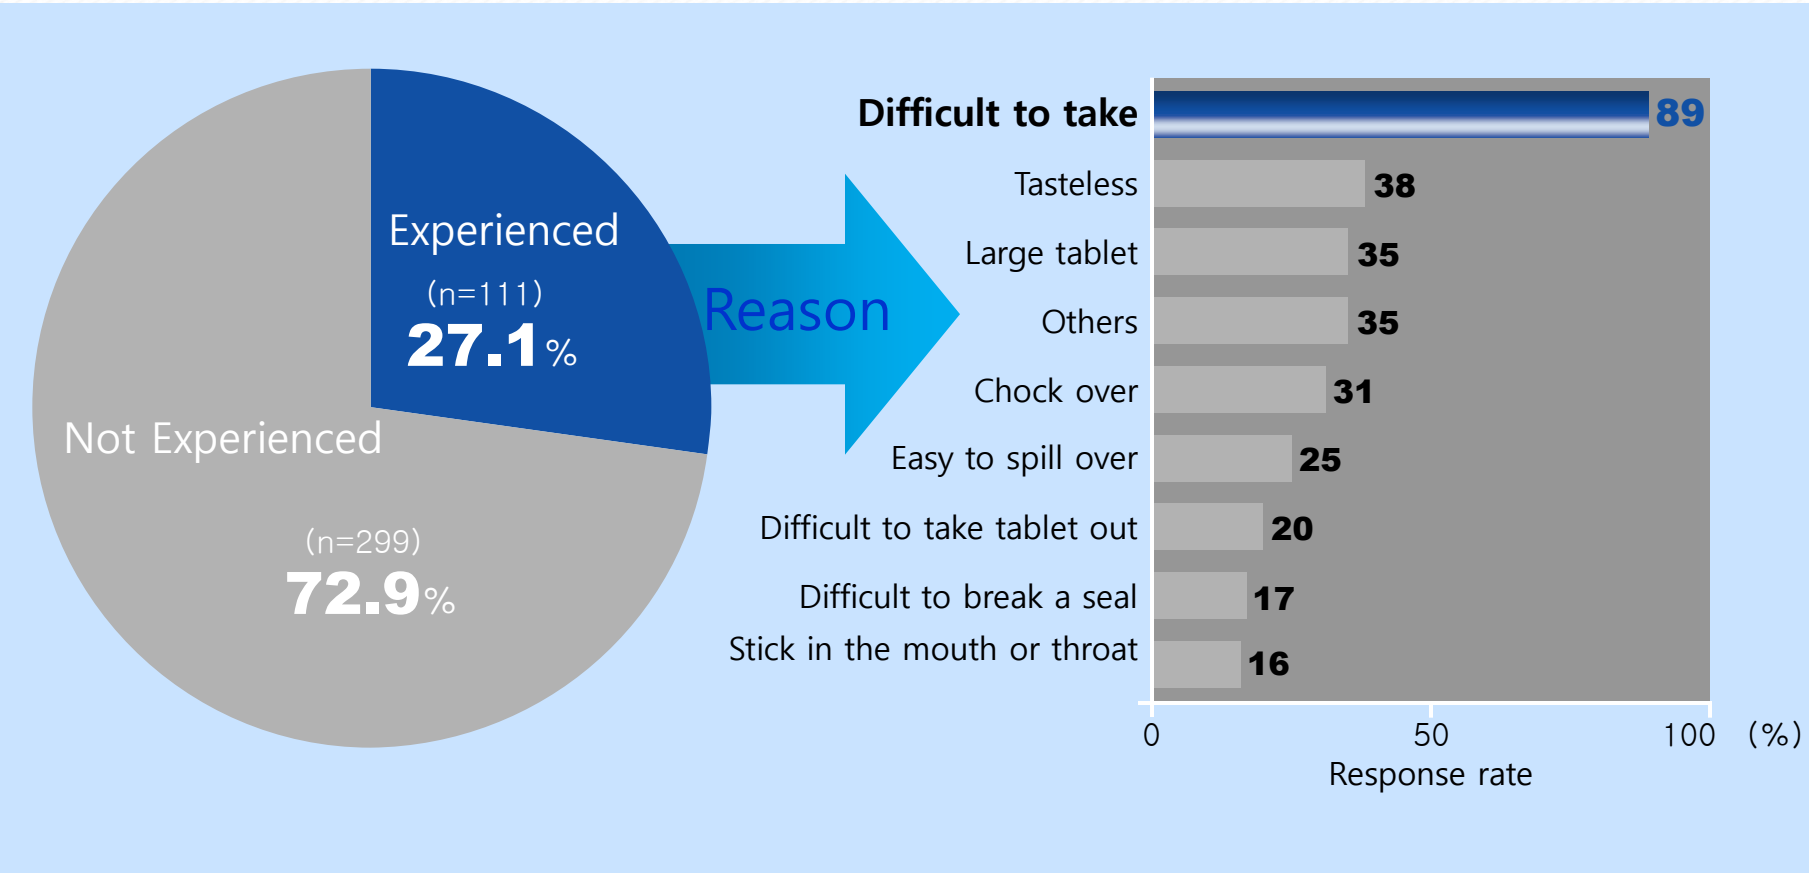 Experienced
(n=111)
27.1%
Not Experienced
(n=299)
72.9%
Reason
Difficult to take 89
Tasteless 38
Large tablet 35
Others 35
Chock over 31
Easy to spill over 25
Difficult to take tablet out 20
Difficult to break a seal 17
Stick in the mouth or throat 16
0 50 100 (%)
Response rate